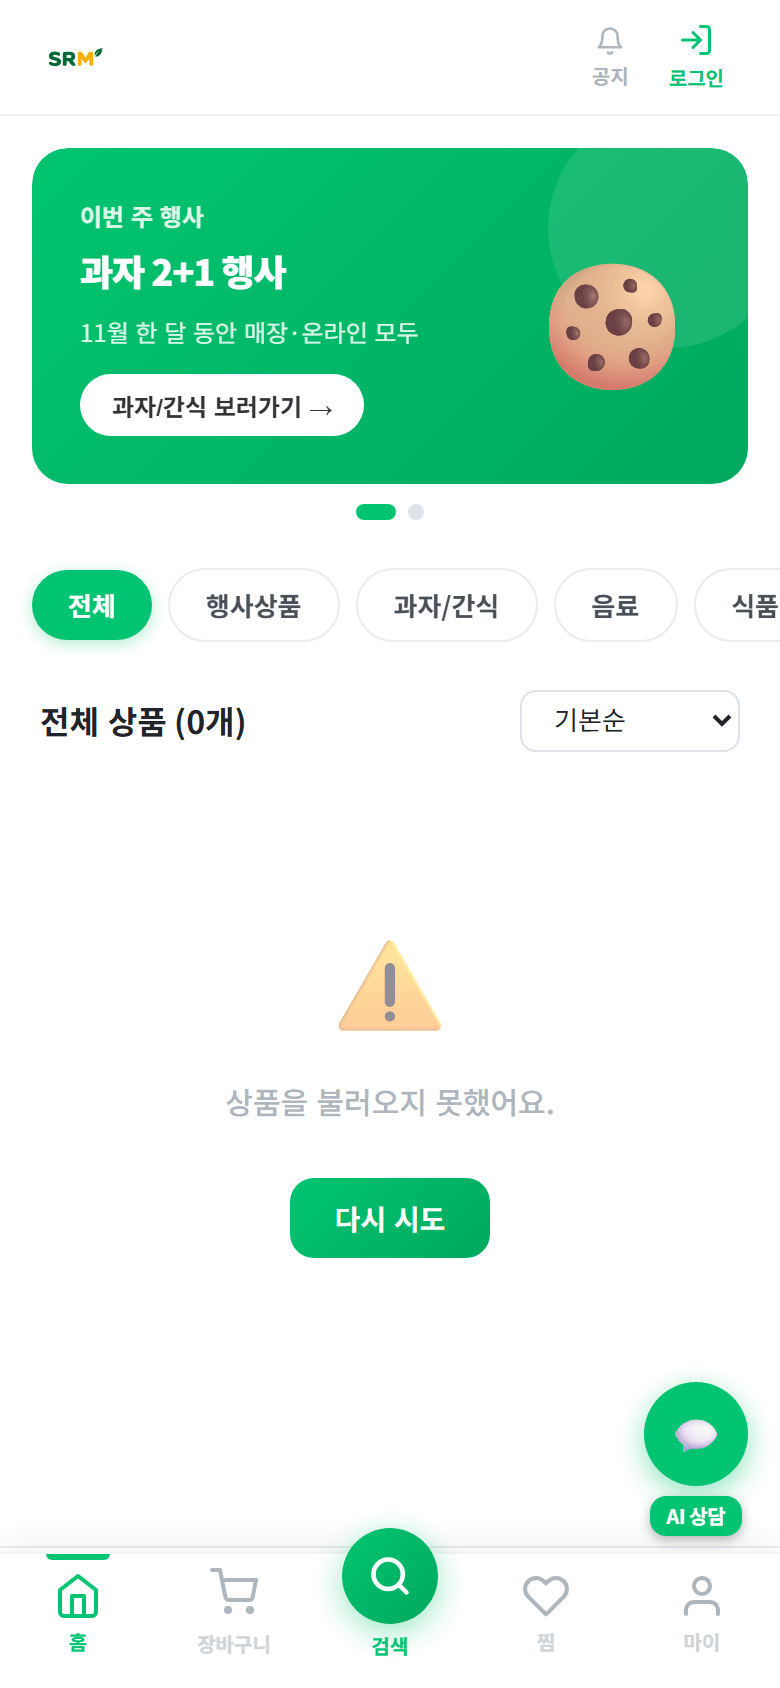 SRM
공지
로그인
이번 주 행사
과자 2+1 행사
11월 한 달 동안 매장·온라인 모두
과자/간식 보러가기 →
전체
행사상품
과자/간식
음료
식품
전체 상품 (0개)
기본순
상품을 불러오지 못했어요.
다시 시도
AI 상담
홈
장바구니
검색
찜
마이